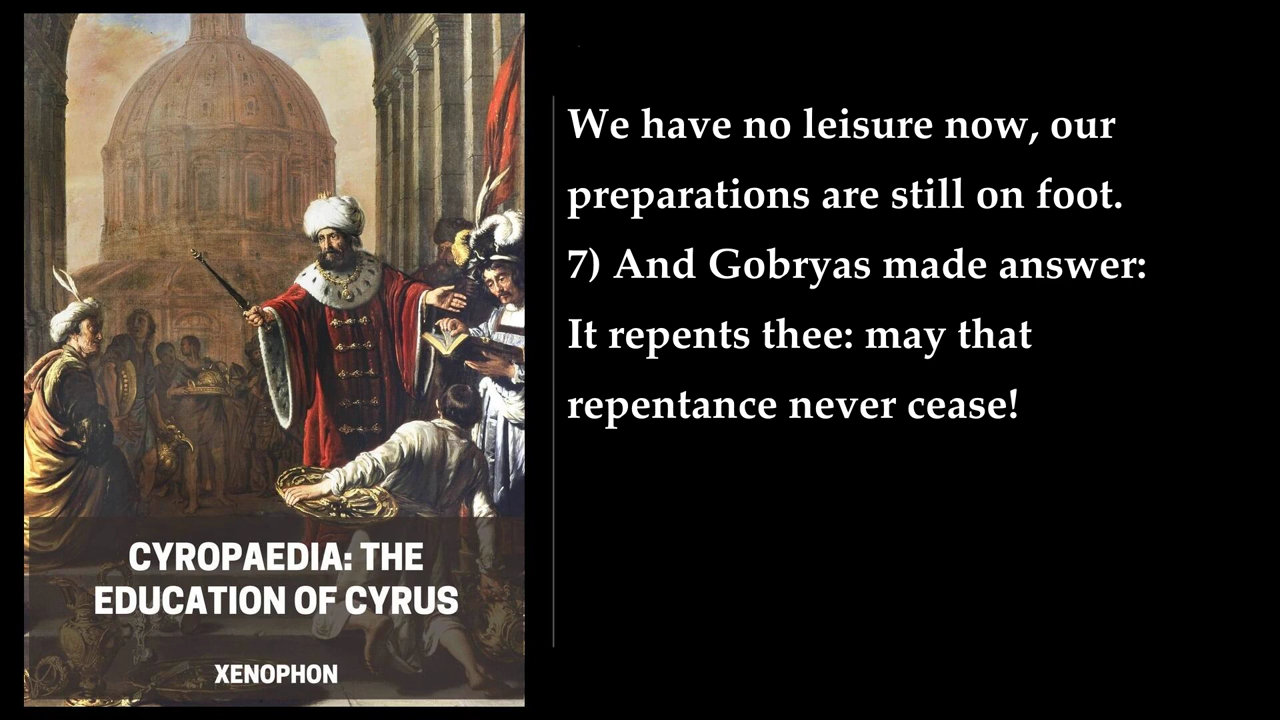 CYROPAEDIA: THE
EDUCATION OF CYRUS
XENOPHON
We have no leisure now, our
preparations are still on foot.
7) And Gobryas made answer:
It repents thee: may that
repentance never cease!